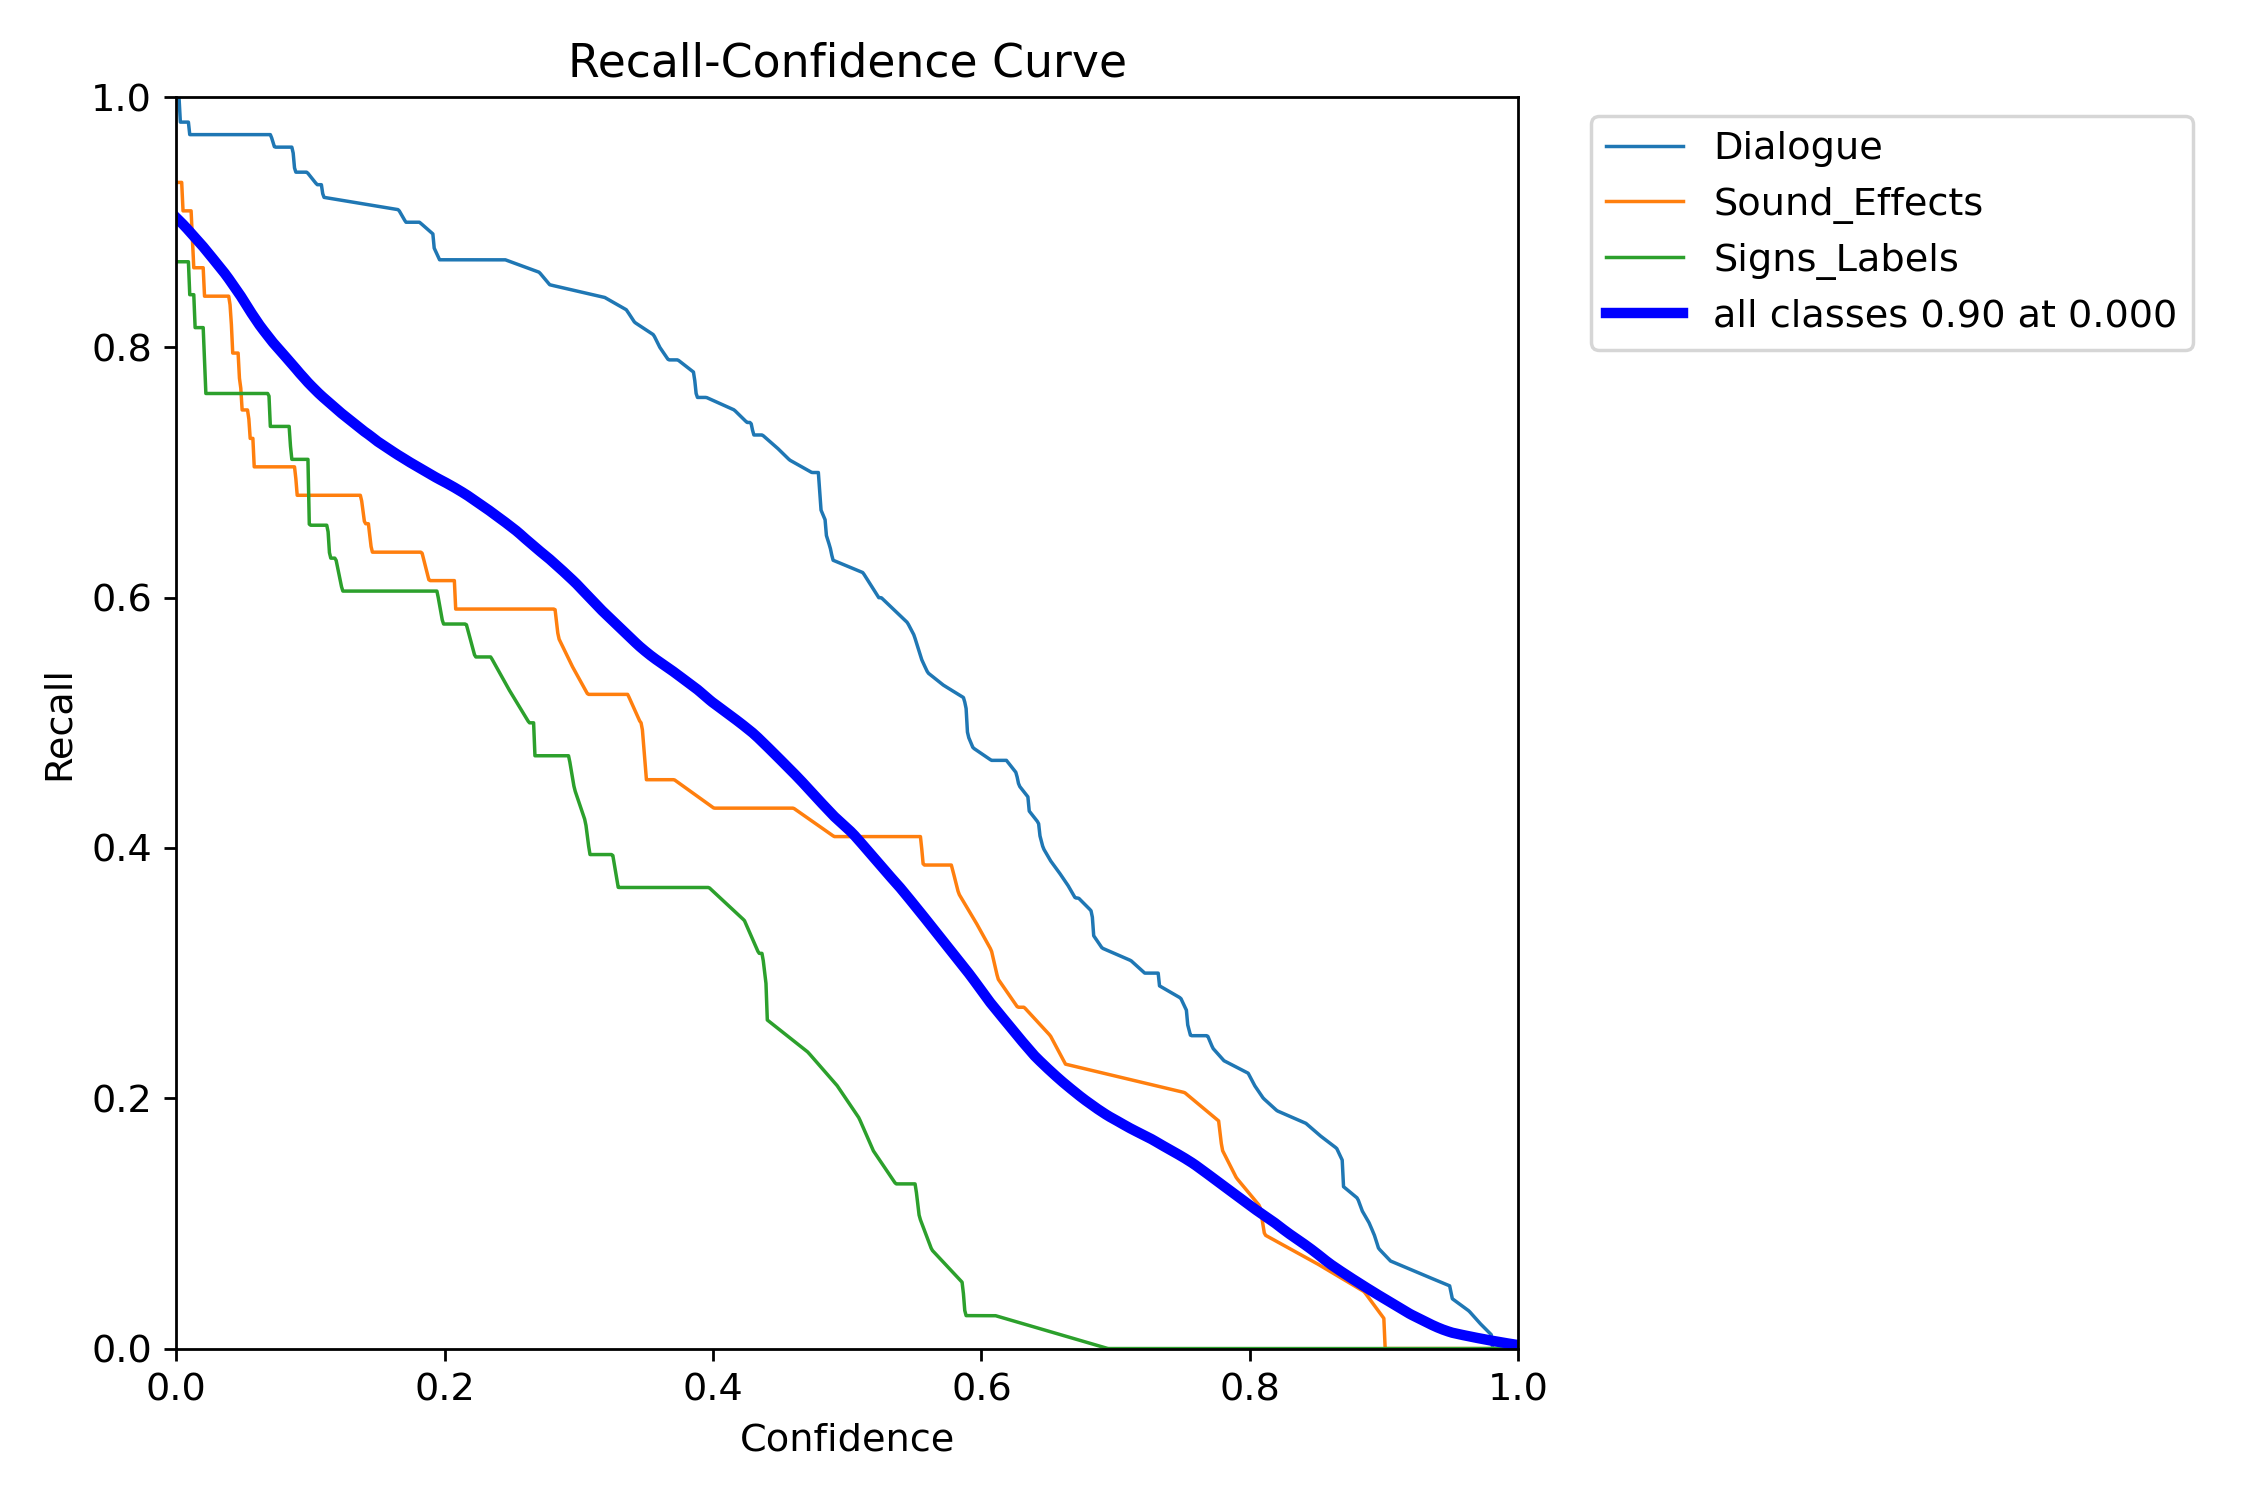 Recall-Confidence Curve
1.0
0.8
0.6
0.4
0.2
0.0
Recall
0.0 0.2 0.4 0.6 0.8 1.0
Confidence
Dialogue
Sound_Effects
Signs_Labels
all classes 0.90 at 0.000